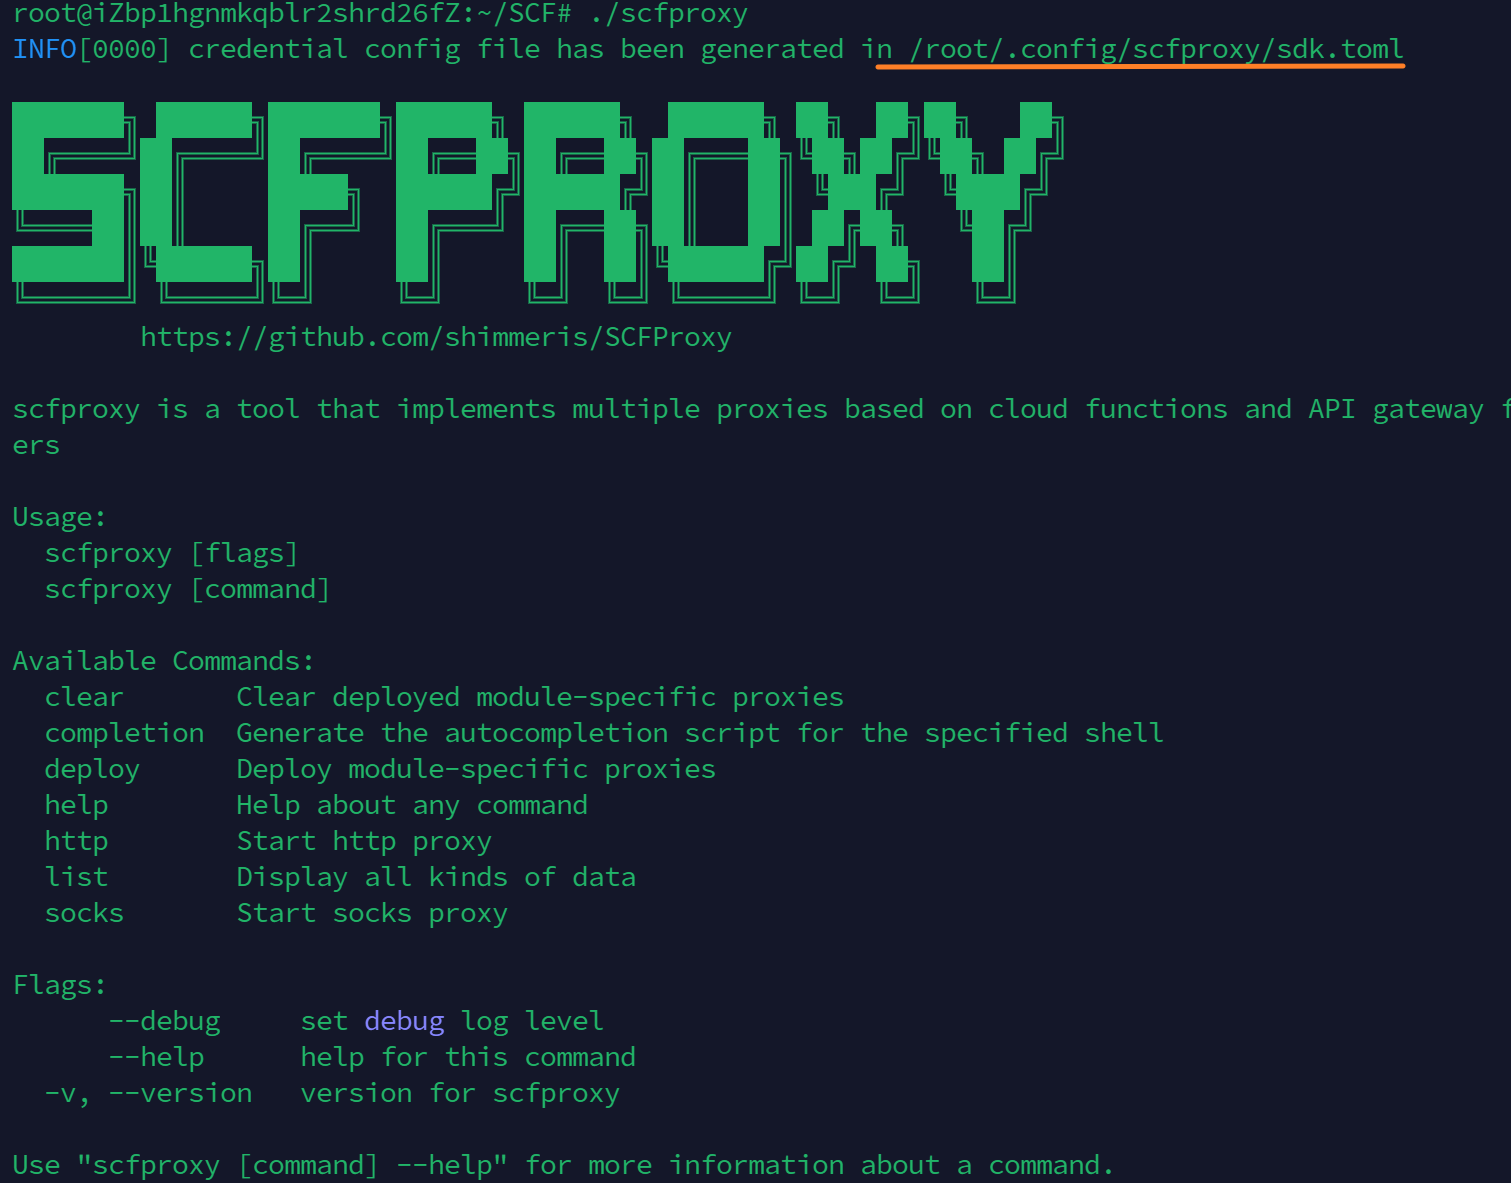 root@iZbp1hgnmkqblr2shrd26fZ:~/SCF# ./scfproxy
INFO[0000] credential config file has been generated in /root/.config/scfproxy/sdk.toml
SCFPROXY
https://github.com/shimmeris/SCFProxy
scfproxy is a tool that implements multiple proxies based on cloud functions and API gateway f
ers
Usage:
scfproxy [flags]
scfproxy [command]
Available Commands:
clear Clear deployed module-specific proxies
completion Generate the autocompletion script for the specified shell
deploy Deploy module-specific proxies
help Help about any command
http Start http proxy
list Display all kinds of data
socks Start socks proxy
Flags:
--debug set debug log level
--help help for this command
-v, --version version for scfproxy
Use "scfproxy [command] --help" for more information about a command.